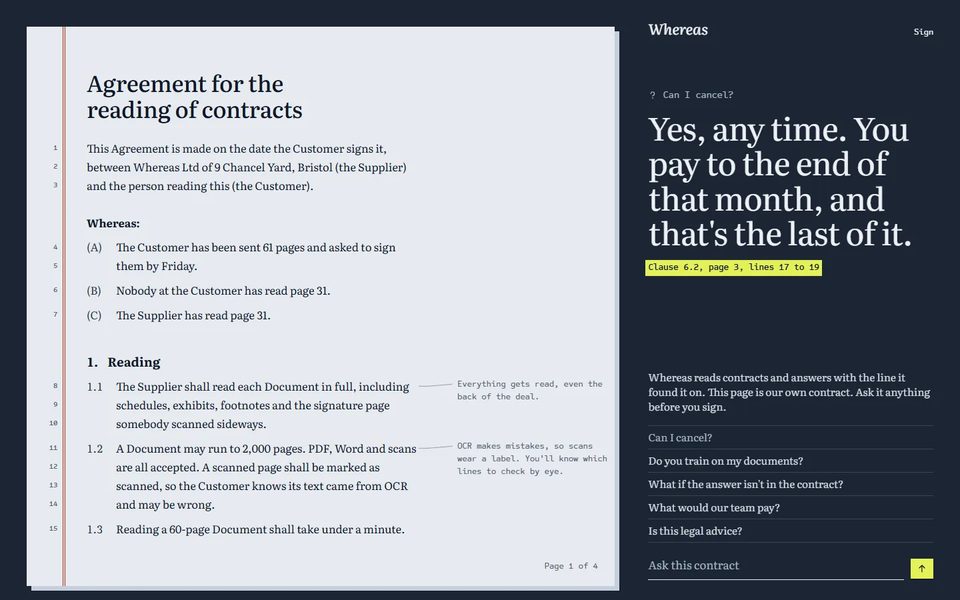 Agreement for the
reading of contracts
1 This Agreement is made on the date the Customer signs it,
2 between Whereas Ltd of 9 Chancel Yard, Bristol (the Supplier)
3 and the person reading this (the Customer).
Whereas:
4 (A) The Customer has been sent 61 pages and asked to sign
5 them by Friday.
6 (B) Nobody at the Customer has read page 31.
7 (C) The Supplier has read page 31.
1. Reading
8 1.1 The Supplier shall read each Document in full, including
9 schedules, exhibits, footnotes and the signature page
10 somebody scanned sideways.
Everything gets read, even the
back of the deal.
11 1.2 A Document may run to 2,000 pages. PDF, Word and scans
12 are all accepted. A scanned page shall be marked as
13 scanned, so the Customer knows its text came from OCR
14 and may be wrong.
OCR makes mistakes, so scans
wear a label. You'll know which
lines to check by eye.
15 1.3 Reading a 60-page Document shall take under a minute.
Page 1 of 4
Whereas
Sign
? Can I cancel?
Yes, any time. You
pay to the end of
that month, and
that's the last of it.
Clause 6.2, page 3, lines 17 to 19
Whereas reads contracts and answers with the line it
found it on. This page is our own contract. Ask it anything
before you sign.
Can I cancel?
Do you train on my documents?
What if the answer isn't in the contract?
What would our team pay?
Is this legal advice?
Ask this contract
↑